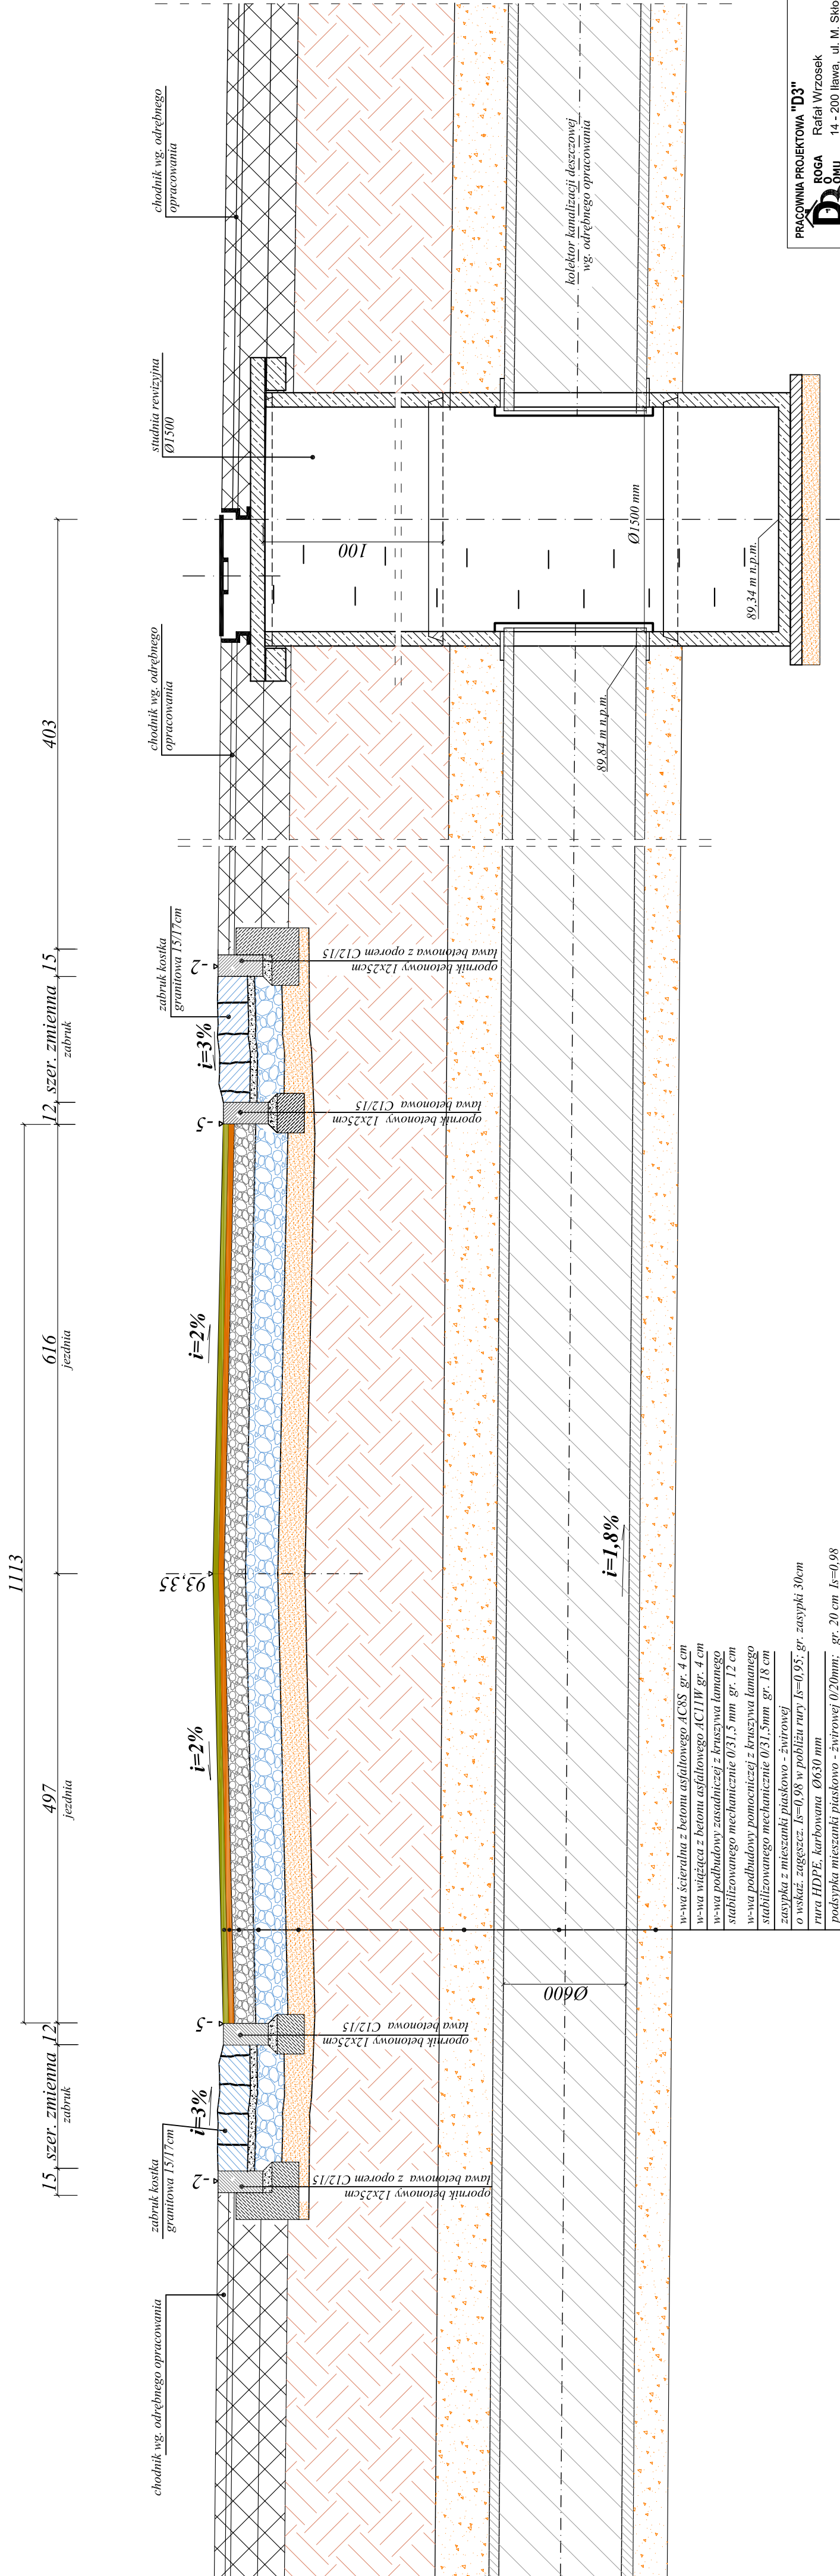 1113
15
szer. zmienna
zabruk
12
497
jezdnia
616
jezdnia
12
szer. zmienna
zabruk
15
403
chodnik wg. odrębnego opracowania
zabruk kostka
granitowa 15/17cm
zabruk kostka
granitowa 15/17cm
chodnik wg. odrębnego
opracowania
studnia rewizyjna
Ø1500
chodnik wg. odrębnego
opracowania
-2
i=3%
-5
i=2%
93,35
i=2%
-5
i=3%
-2
opornik betonowy 12x25cm
ława betonowa z oporem C12/15
opornik betonowy 12x25cm
ława betonowa C12/15
opornik betonowy 12x25cm
ława betonowa C12/15
opornik betonowy 12x25cm
ława betonowa z oporem C12/15
100
Ø1500 mm
89,34 m n.p.m.
89,84 m n.p.m.
kolektor kanalizacji deszczowej
wg. odrębnego opracowania
Ø600
i=1,8%
w-wa ścieralna z betonu asfaltowego AC8S gr. 4 cm
w-wa wiążąca z betonu asfaltowego AC11W gr. 4 cm
w-wa podbudowy zasadniczej z kruszywa łamanego
stabilizowanego mechanicznie 0/31,5 mm gr. 12 cm
w-wa podbudowy pomocniczej z kruszywa łamanego
stabilizowanego mechanicznie 0/31,5mm gr. 18 cm
zasypka z mieszanki piaskowo - żwirowej
o wskaź. zagęszcz. Is=0,98 w pobliżu rury Is=0,95; gr. zasypki 30cm
rura HDPE, karbowana Ø630 mm
podsypka mieszanki piaskowo - żwirowej 0/20mm; gr. 20 cm Is=0,98
PRACOWNIA PROJEKTOWA "D3"
D ROGA
O
OMU
Rafał Wrzosek
14 - 200 Iława, ul. M. Skło